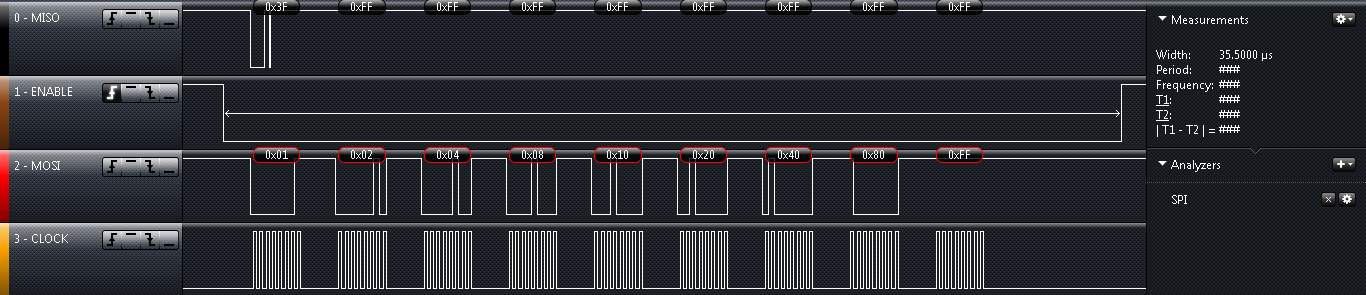 0 - MISO
0x3F 0xFF 0xFF 0xFF 0xFF 0xFF 0xFF 0xFF 0xFF
1 - ENABLE
2 - MOSI
0x01 0x02 0x04 0x08 0x10 0x20 0x40 0x80 0xFF
3 - CLOCK
Measurements
Width: 35.5000 µs
Period: ###
Frequency: ###
T1: ###
T2: ###
| T1 - T2 | = ###
Analyzers
SPI